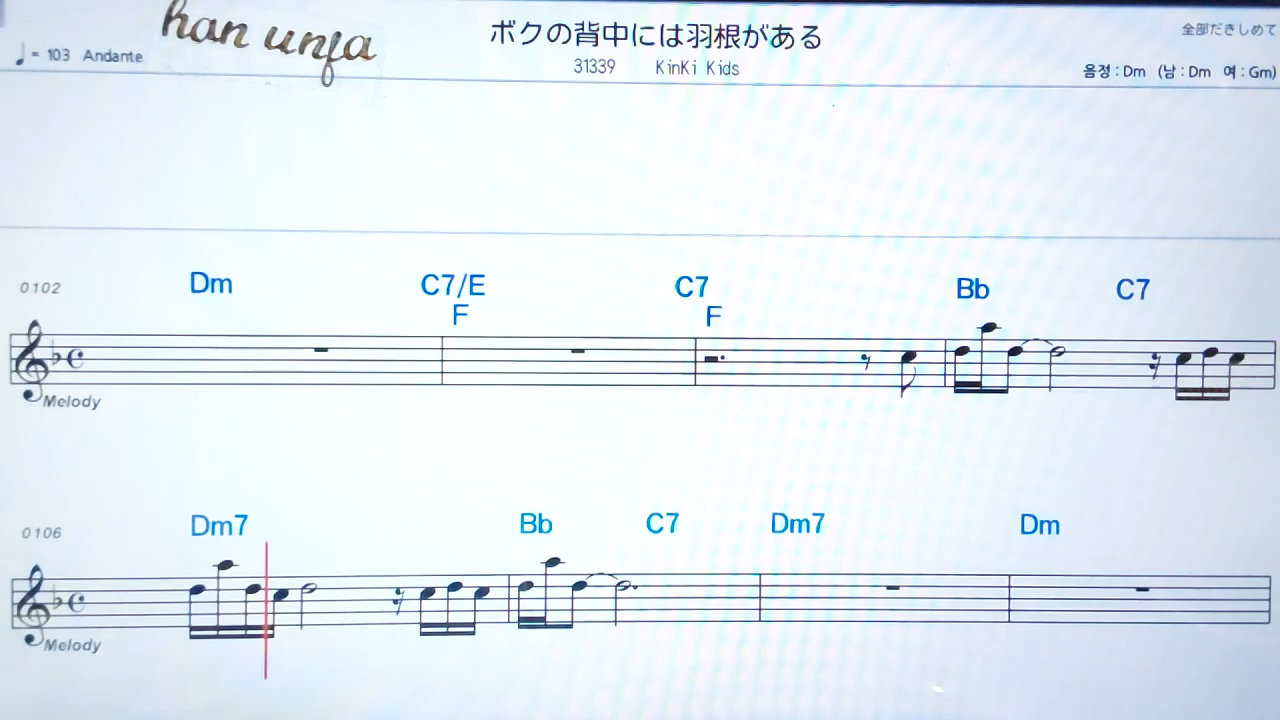 han unfa
ボクの背中には羽根がある
全部だきしめて
♩= 103 Andante
31339 KinKi Kids
음정 : Dm (남 : Dm 여 : Gm)
0102 Dm C7/E C7 Bb C7
F F
Melody
0106 Dm7 Bb C7 Dm7 Dm
Melody